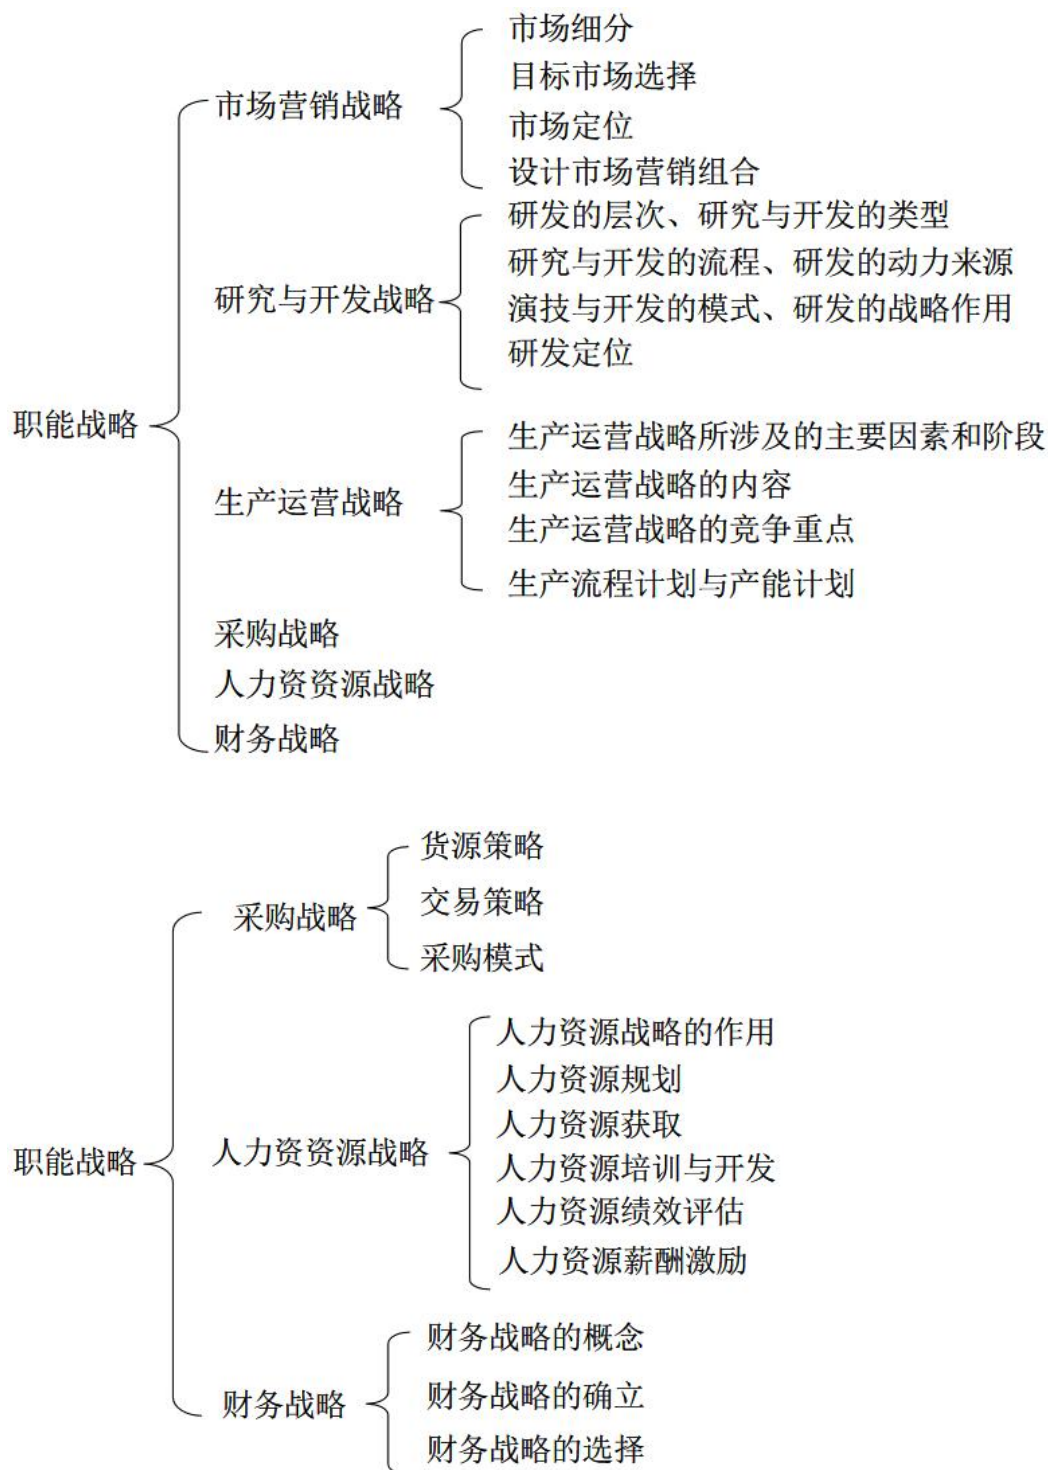 职能战略
市场营销战略
市场细分
目标市场选择
市场定位
设计市场营销组合
研究与开发战略
研发的层次、研究与开发的类型
研究与开发的流程、研发的动力来源
演技与开发的模式、研发的战略作用
研发定位
生产运营战略
生产运营战略所涉及的主要因素和阶段
生产运营战略的内容
生产运营战略的竞争重点
生产流程计划与产能计划
采购战略
人力资资源战略
财务战略
职能战略
采购战略
货源策略
交易策略
采购模式
人力资资源战略
人力资源战略的作用
人力资源规划
人力资源获取
人力资源培训与开发
人力资源绩效评估
人力资源薪酬激励
财务战略
财务战略的概念
财务战略的确立
财务战略的选择